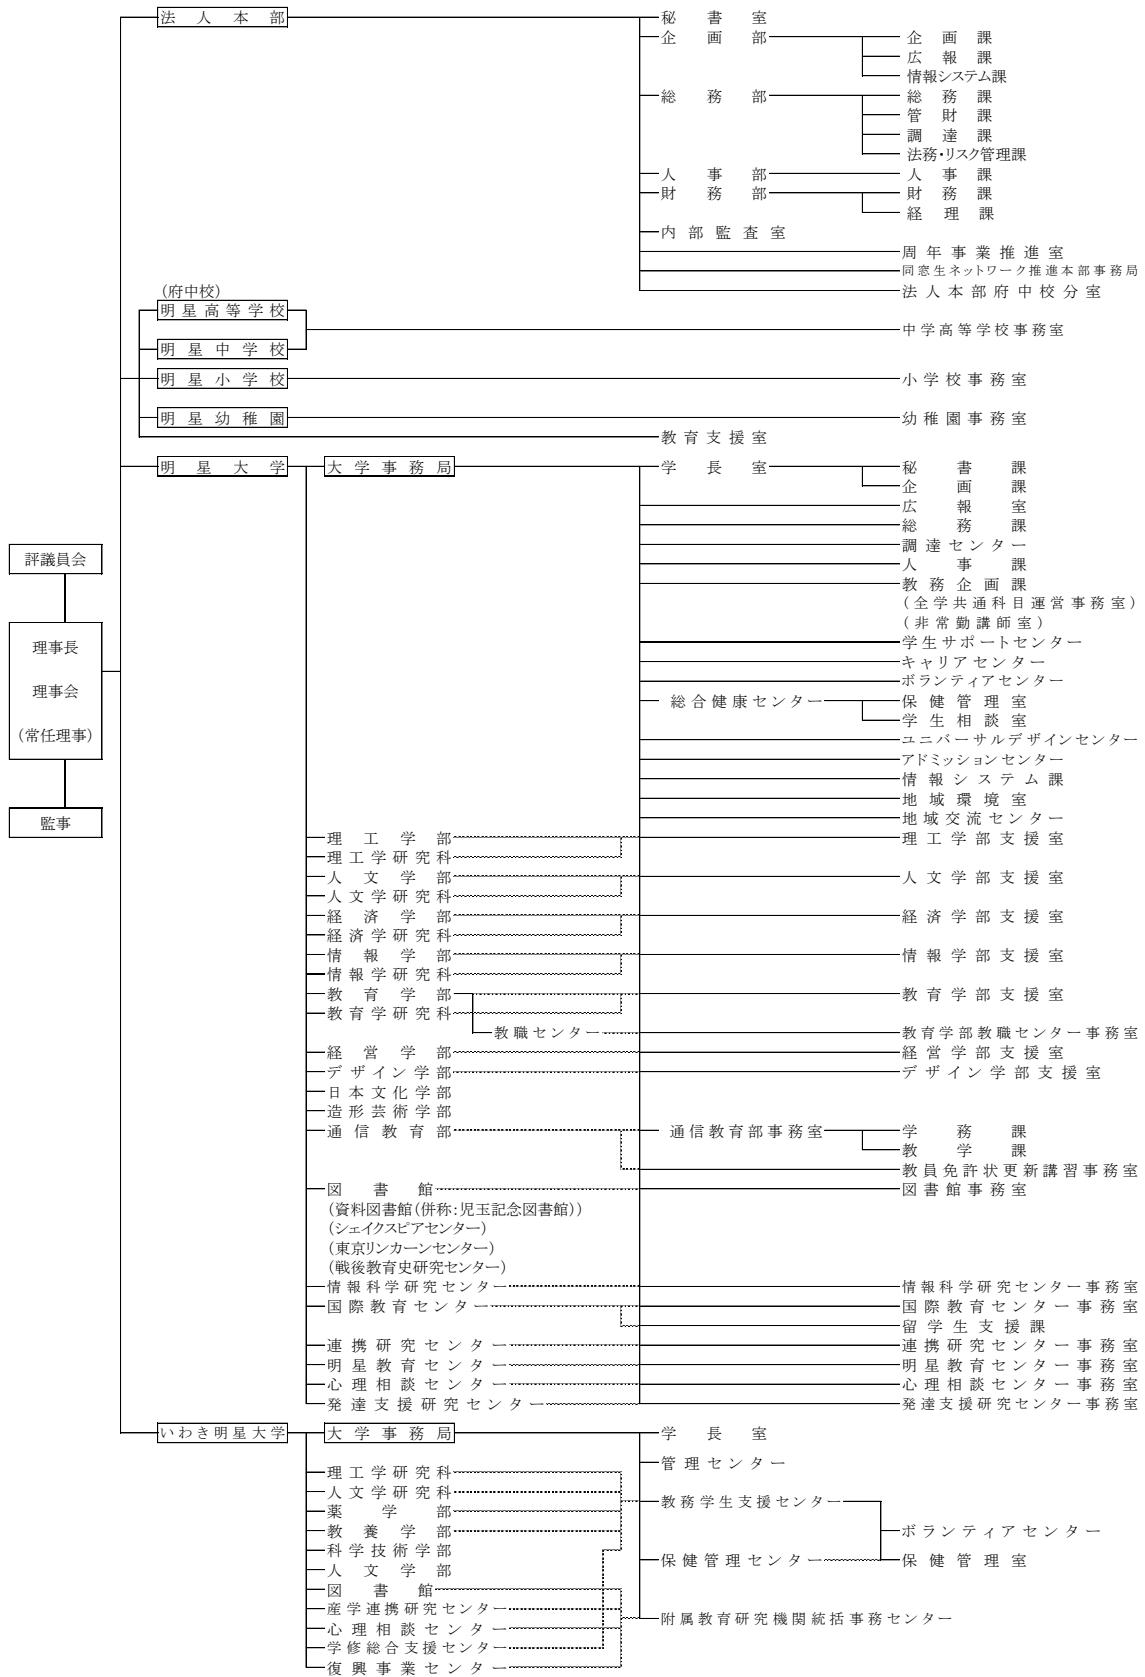 法人本部 秘書室
企画部 企画課
広報課
情報システム課
総務部 総務課
管財課
調達課
法務・リスク管理課
人事部 人事課
財務部 財務課
経理課
内部監査室
周年事業推進室
同窓生ネットワーク推進本部事務局
(府中校) 法人本部府中校分室
明星高等学校
中学高等学校事務室
明星中学校
明星小学校 小学校事務室
明星幼稚園 幼稚園事務室
教育支援室
明星大学 大学事務局 学長室 秘書課
企画課
広報室
総務課
調達センター
評議員会
人事課
教務企画課
(全学共通科目運営事務室)
(非常勤講師室)
理事長
学生サポートセンター
キャリアセンター
ボランティアセンター
理事会
総合健康センター 保健管理室
学生相談室
(常任理事)
ユニバーサルデザインセンター
アドミッションセンター
情報システム課
地域環境室
監事
地域交流センター
理工学部 理工学部支援室
理工学研究科
人文学部 人文学部支援室
人文学研究科
経済学部 経済学部支援室
経済学研究科
情報学部 情報学部支援室
情報学研究科
教育学部 教育学部支援室
教育学研究科
教職センター 教育学部教職センター事務室
経営学部 経営学部支援室
デザイン学部 デザイン学部支援室
日本文化学部
造形芸術学部
通信教育部 通信教育部事務室 学務課
教学課
教員免許状更新講習事務室
図書館 図書館事務室
(資料図書館(併称:児玉記念図書館))
(シェイクスピアセンター)
(東京リンカーンセンター)
(戦後教育史研究センター)
情報科学研究センター 情報科学研究センター事務室
国際教育センター 国際教育センター事務室
留学生支援課
連携研究センター 連携研究センター事務室
明星教育センター 明星教育センター事務室
心理相談センター 心理相談センター事務室
発達支援研究センター 発達支援研究センター事務室
いわき明星大学 大学事務局 学長室
管理センター
理工学研究科
人文学研究科
教務学生支援センター
薬学部
教養学部 ボランティアセンター
科学技術学部
保健管理センター 保健管理室
人文学部
図書館
産学連携研究センター
附属教育研究機関統括事務センター
心理相談センター
学修総合支援センター
復興事業センター